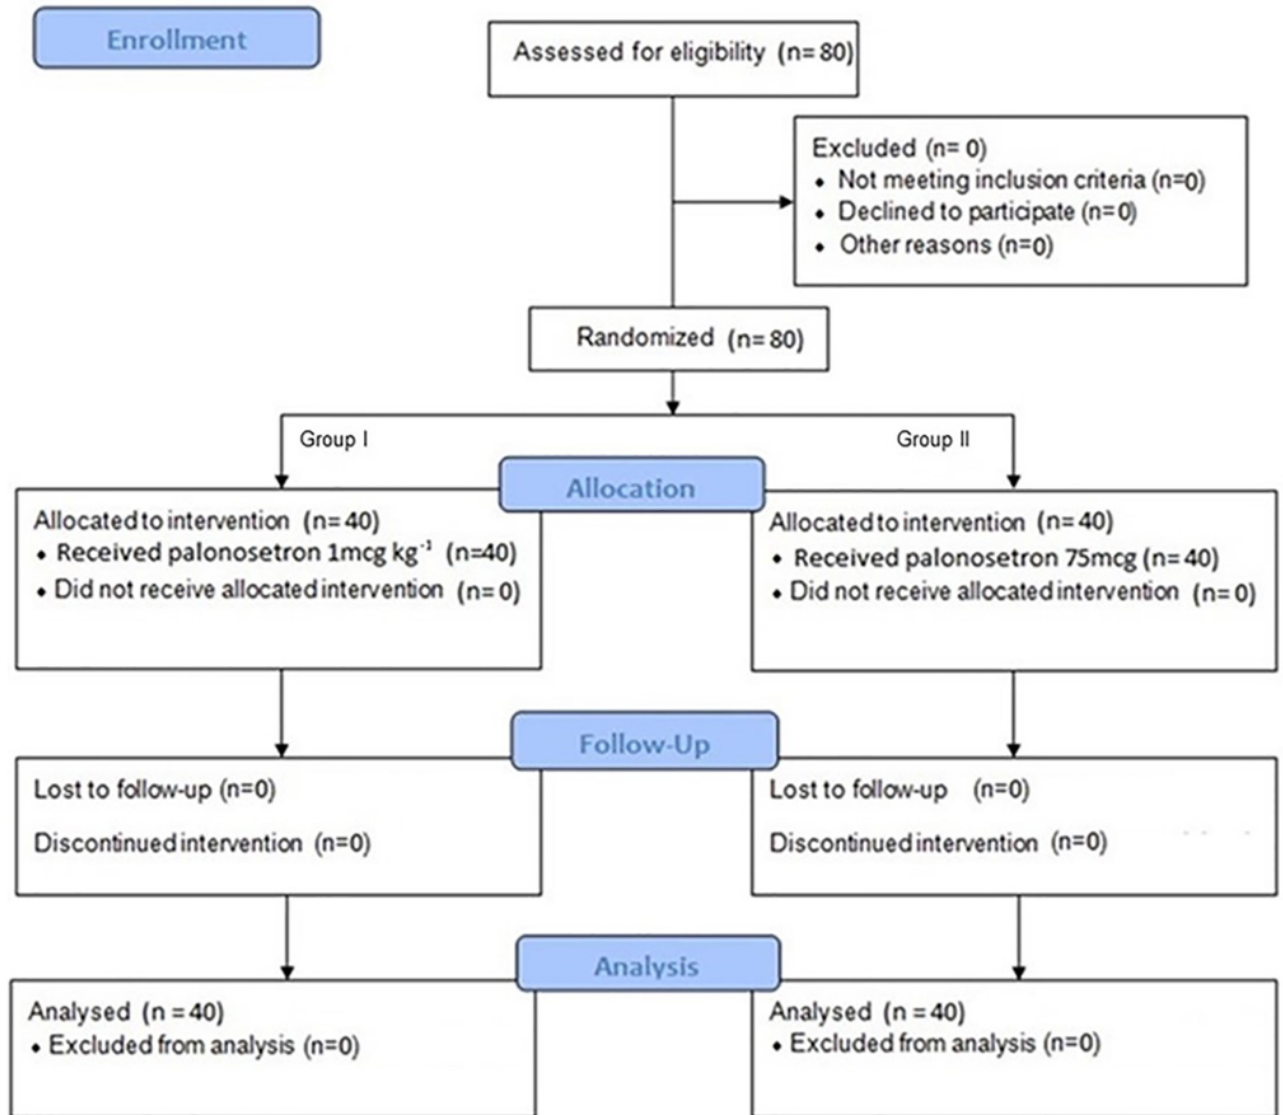 Enrollment
Assessed for eligibility (n= 80)
Excluded (n= 0)
• Not meeting inclusion criteria (n=0)
• Declined to participate (n=0)
• Other reasons (n=0)
Randomized (n= 80)
Group I
Group II
Allocation
Allocated to intervention (n= 40)
• Received palonosetron 1mcg kg⁻¹ (n=40)
• Did not receive allocated intervention (n= 0)
Allocated to intervention (n= 40)
• Received palonosetron 75mcg (n= 40)
• Did not receive allocated intervention (n= 0)
Follow-Up
Lost to follow-up (n=0)
Discontinued intervention (n=0)
Lost to follow-up (n=0)
Discontinued intervention (n=0)
Analysis
Analysed (n = 40)
• Excluded from analysis (n=0)
Analysed (n = 40)
• Excluded from analysis (n=0)